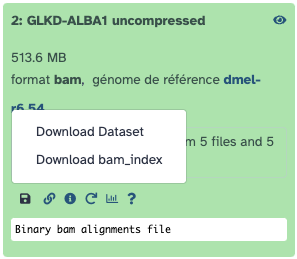 2: GLKD-ALBA1 uncompressed
513.6 MB
format bam, génome de référence dmel-
r6.54
Download Dataset
m 5 files and 5
Download bam_index
Binary bam alignments file